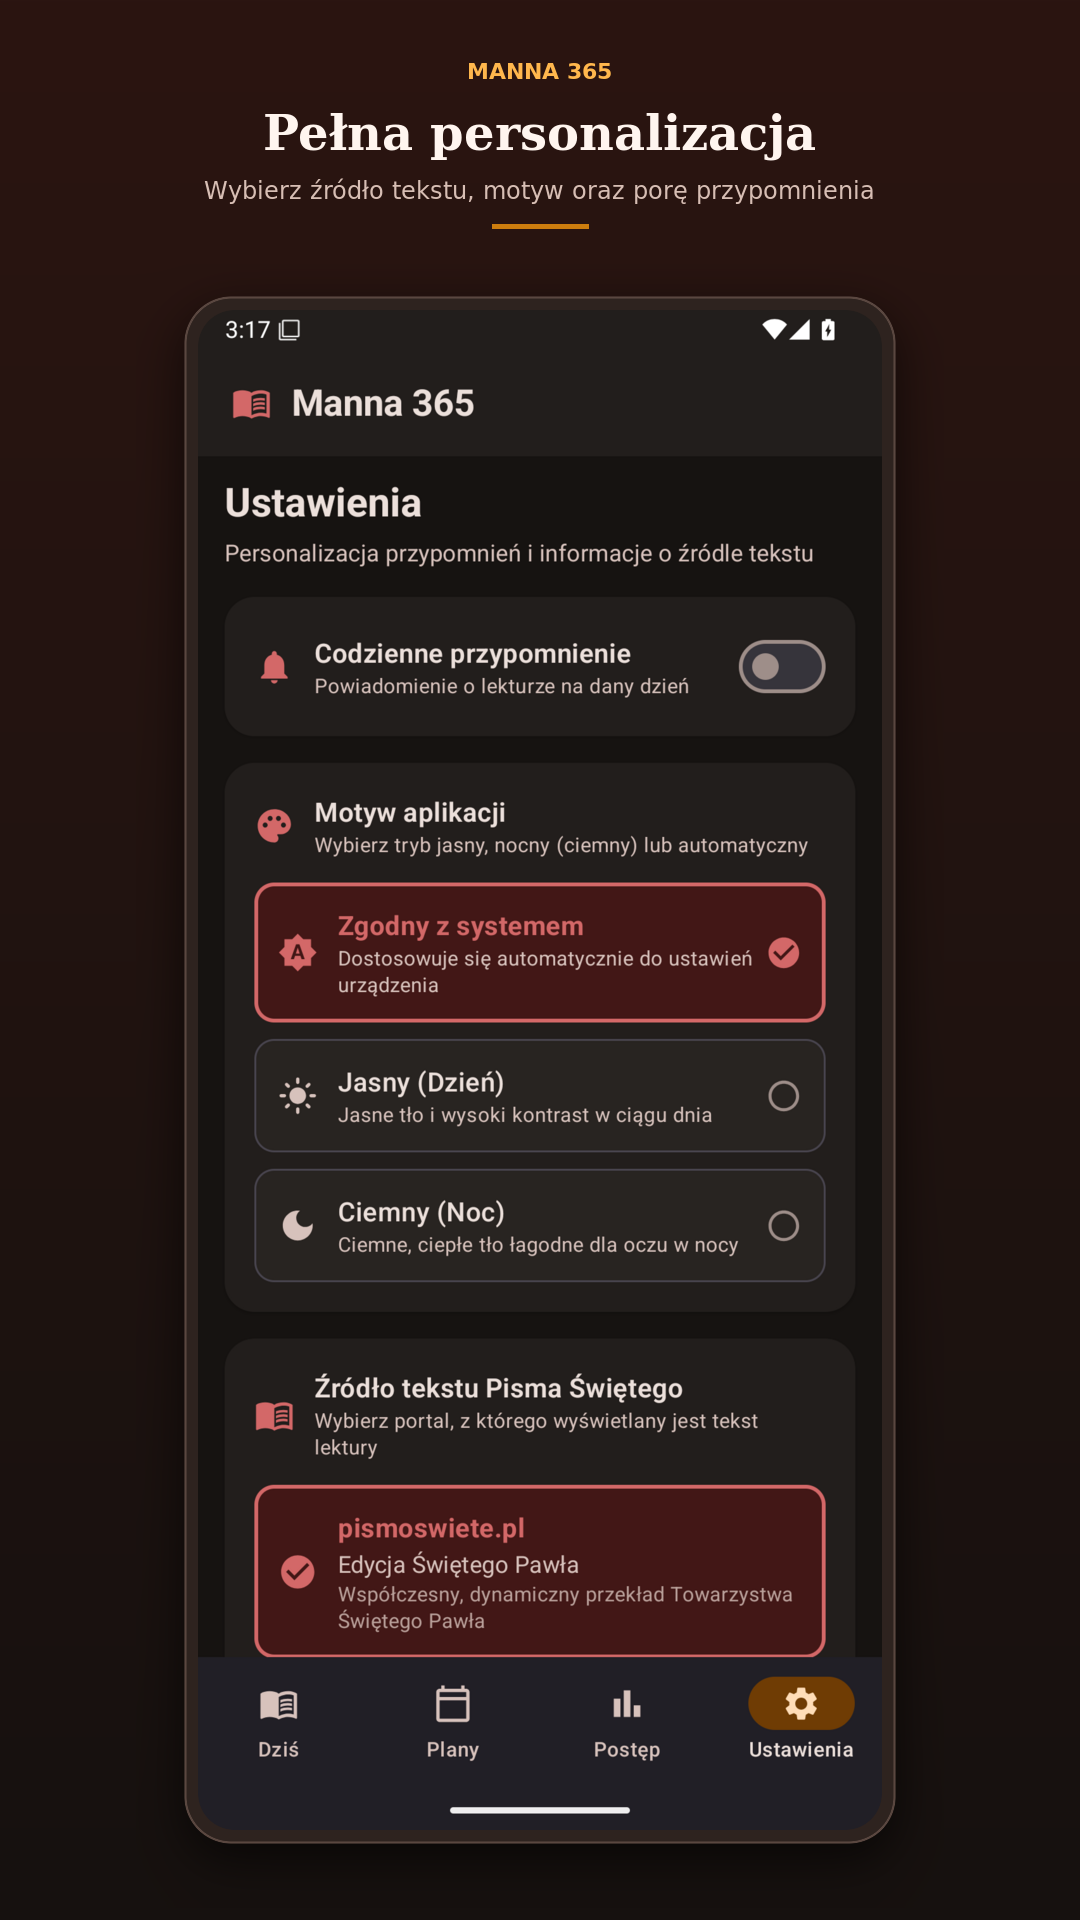 MANNA 365
Pełna personalizacja
Wybierz źródło tekstu, motyw oraz porę przypomnienia
3:17
Manna 365
Ustawienia
Personalizacja przypomnień i informacje o źródle tekstu
Codzienne przypomnienie
Powiadomienie o lekturze na dany dzień
Motyw aplikacji
Wybierz tryb jasny, nocny (ciemny) lub automatyczny
A
Zgodny z systemem
Dostosowuje się automatycznie do ustawień
urządzenia
Jasny (Dzień)
Jasne tło i wysoki kontrast w ciągu dnia
Ciemny (Noc)
Ciemne, ciepłe tło łagodne dla oczu w nocy
Źródło tekstu Pisma Świętego
Wybierz portal, z którego wyświetlany jest tekst
lektury
pismoswiete.pl
Edycja Świętego Pawła
Współczesny, dynamiczny przekład Towarzystwa
Świętego Pawła
Dziś
Plany
Postęp
Ustawienia